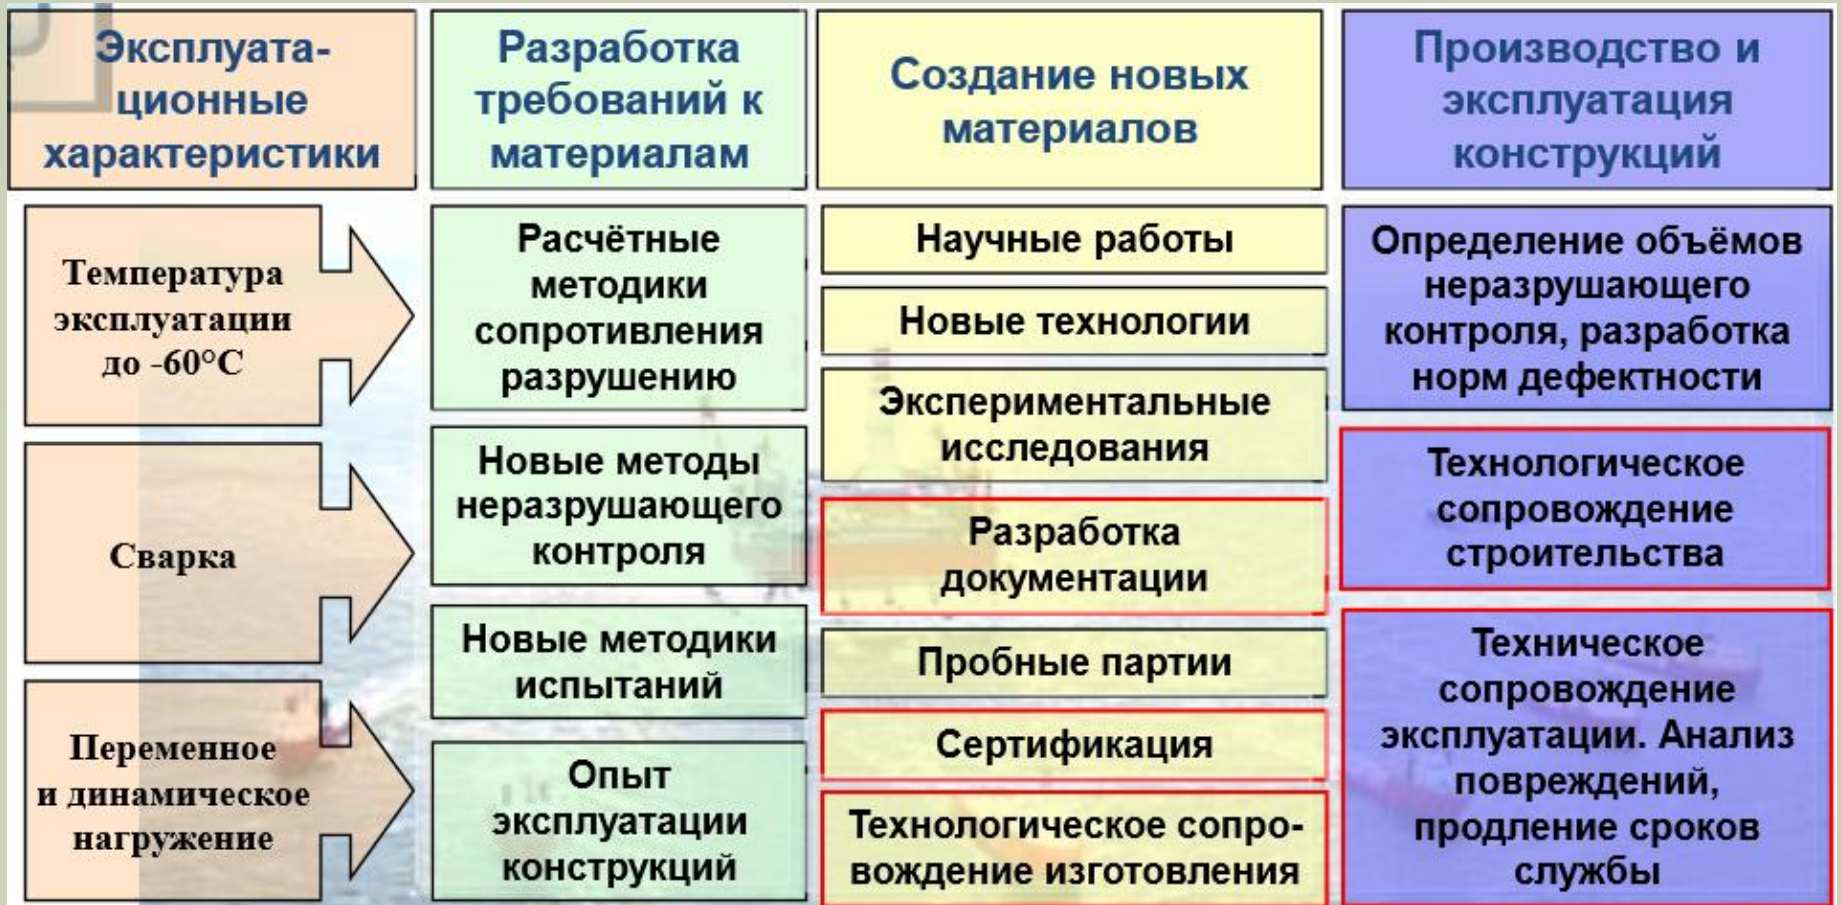 Эксплуата-
ционные
характеристики
Разработка
требований к
материалам
Создание новых
материалов
Производство и
эксплуатация
конструкций
Температура
эксплуатации
до -60°C
Сварка
Переменное
и динамическое
нагружение
Расчётные
методики
сопротивления
разрушению
Новые методы
неразрушающего
контроля
Новые методики
испытаний
Опыт
эксплуатации
конструкций
Научные работы
Новые технологии
Экспериментальные
исследования
Разработка
документации
Пробные партии
Сертификация
Технологическое сопро-
вождение изготовления
Определение объёмов
неразрушающего
контроля, разработка
норм дефектности
Технологическое
сопровождение
строительства
Техническое
сопровождение
эксплуатации. Анализ
повреждений,
продление сроков
службы